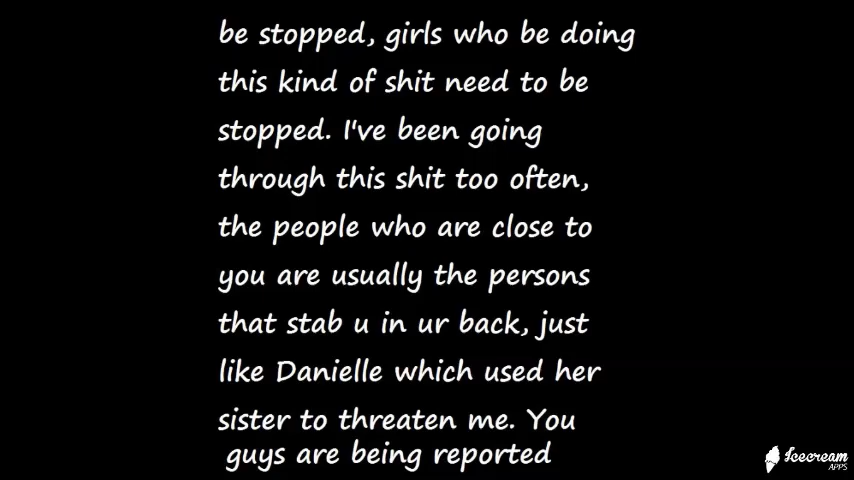 be stopped, girls who be doing
this kind of shit need to be
stopped. I've been going
through this shit too often,
the people who are close to
you are usually the persons
that stab u in ur back, just
like Danielle which used her
sister to threaten me. You
guys are being reported
Icecream
APPS